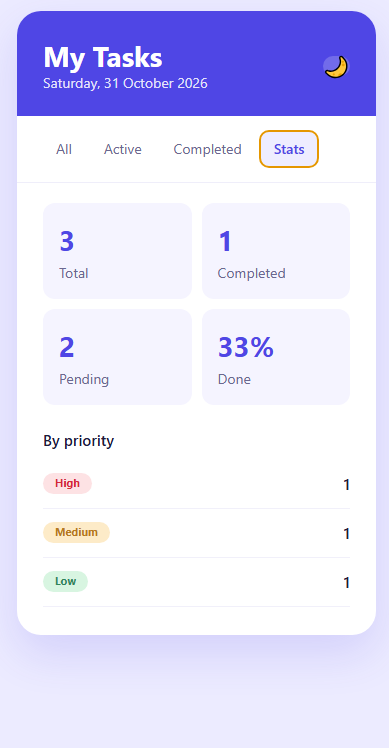 My Tasks
Saturday, 31 October 2026
All Active Completed Stats
3
Total
1
Completed
2
Pending
33%
Done
By priority
High 1
Medium 1
Low 1